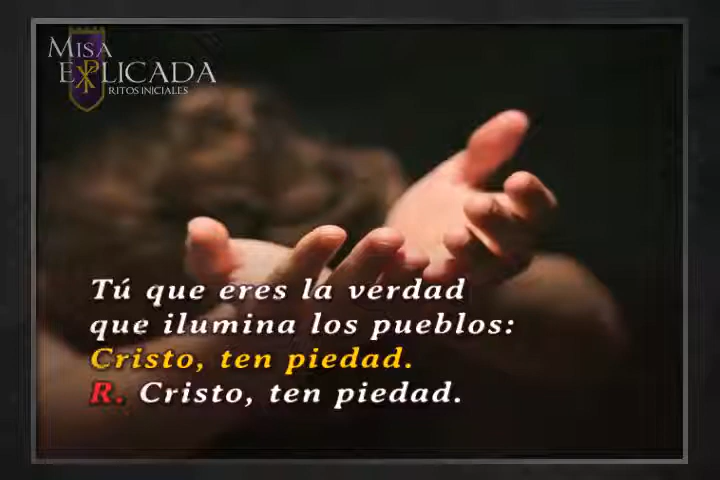 MISA
EXPLICADA
RITOS INICIALES
Tú que eres la verdad
que ilumina los pueblos:
Cristo, ten piedad.
R. Cristo, ten piedad.